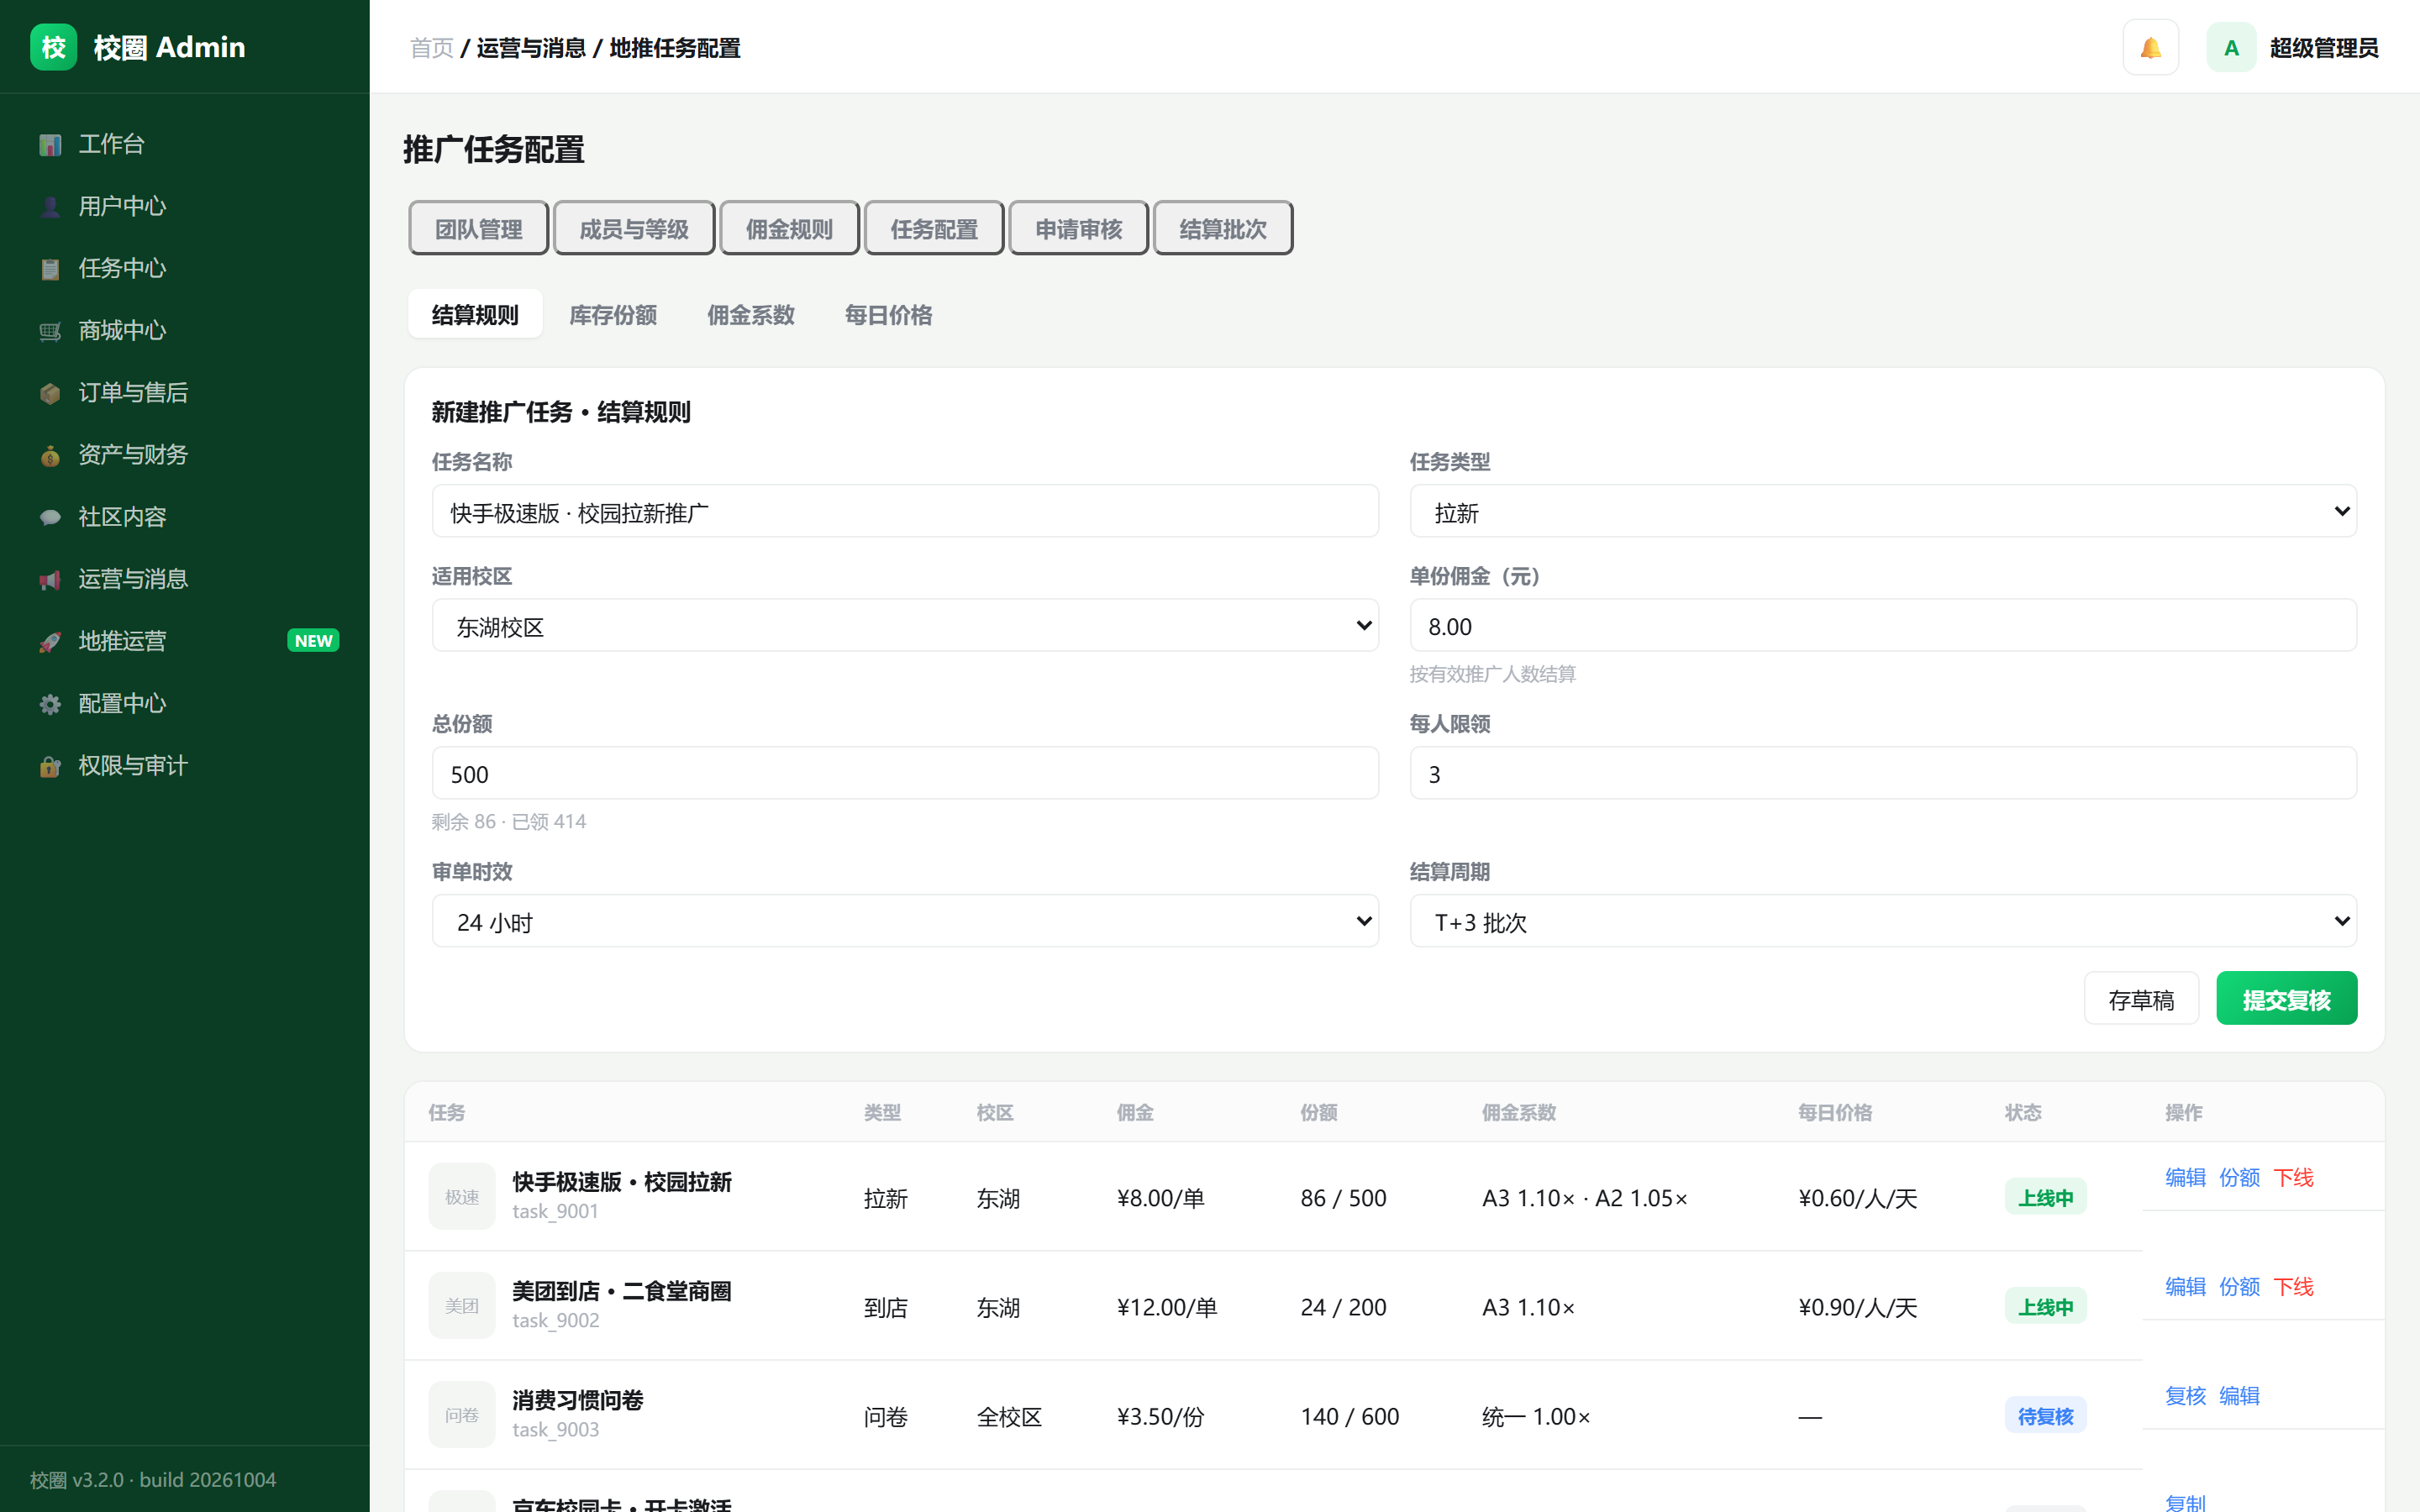 校 校圈 Admin
首页 / 运营与消息 / 地推任务配置
A 超级管理员
工作台
用户中心
任务中心
商城中心
订单与售后
资产与财务
社区内容
运营与消息
地推运营 NEW
配置中心
权限与审计
校圈 v3.2.0 · build 20261004
推广任务配置
团队管理 成员与等级 佣金规则 任务配置 申请审核 结算批次
结算规则 库存份额 佣金系数 每日价格
新建推广任务 • 结算规则
任务名称 任务类型
快手极速版 · 校园拉新推广 拉新
适用校区 单份佣金（元）
东湖校区 8.00
按有效推广人数结算
总份额 每人限领
500 3
剩余 86 · 已领 414
审单时效 结算周期
24 小时 T+3 批次
存草稿 提交复核
任务 类型 校区 佣金 份额 佣金系数 每日价格 状态 操作
极速 快手极速版 • 校园拉新 拉新 东湖 ¥8.00/单 86 / 500 A3 1.10× · A2 1.05× ¥0.60/人/天 上线中 编辑 份额 下线
task_9001
美团 美团到店 • 二食堂商圈 到店 东湖 ¥12.00/单 24 / 200 A3 1.10× ¥0.90/人/天 上线中 编辑 份额 下线
task_9002
问卷 消费习惯问卷 问卷 全校区 ¥3.50/份 140 / 600 统一 1.00× — 待复核 复核 编辑
task_9003
京东校园卡 • 开卡激活 复制